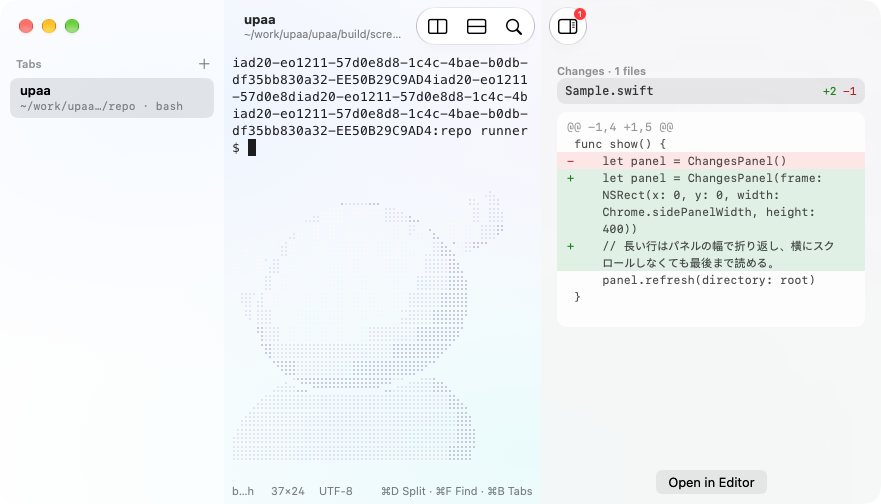 upaa
~/work/upaa/upaa/build/scre…
1
Tabs
upaa
~/work/upaa…/repo · bash
iad20-eo1211-57d0e8d8-1c4c-4bae-b0db-
df35bb830a32-EE50B29C9AD4iad20-eo1211
-57d0e8diad20-eo1211-57d0e8d8-1c4c-4b
iad20-eo1211-57d0e8d8-1c4c-4bae-b0db-
df35bb830a32-EE50B29C9AD4:repo runner
$
b…h 37×24 UTF-8 ⌘D Split · ⌘F Find · ⌘B Tabs
Changes · 1 files
Sample.swift +2 −1
@@ −1,4 +1,5 @@
func show() {
− let panel = ChangesPanel()
+ let panel = ChangesPanel(frame:
NSRect(x: 0, y: 0, width:
Chrome.sidePanelWidth, height:
400))
+ // 長い行はパネルの幅で折り返し、横にスク
ロールしなくても最後まで読める。
panel.refresh(directory: root)
}
Open in Editor